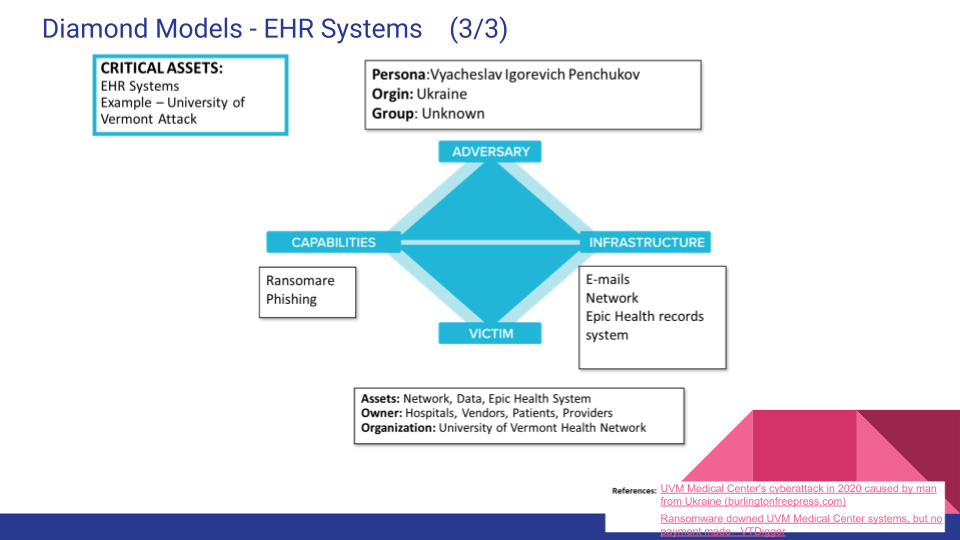 Diamond Models - EHR Systems (3/3)
CRITICAL ASSETS:
EHR Systems
Example – University of
Vermont Attack
Persona:Vyacheslav Igorevich Penchukov
Orgin: Ukraine
Group: Unknown
ADVERSARY
CAPABILITIES
INFRASTRUCTURE
Ransomare
Phishing
E-mails
Network
Epic Health records
system
VICTIM
Assets: Network, Data, Epic Health System
Owner: Hospitals, Vendors, Patients, Providers
Organization: University of Vermont Health Network
References: UVM Medical Center's cyberattack in 2020 caused by man
from Ukraine (burlingtonfreepress.com)
Ransomware downed UVM Medical Center systems, but no
payment made - VTDigger